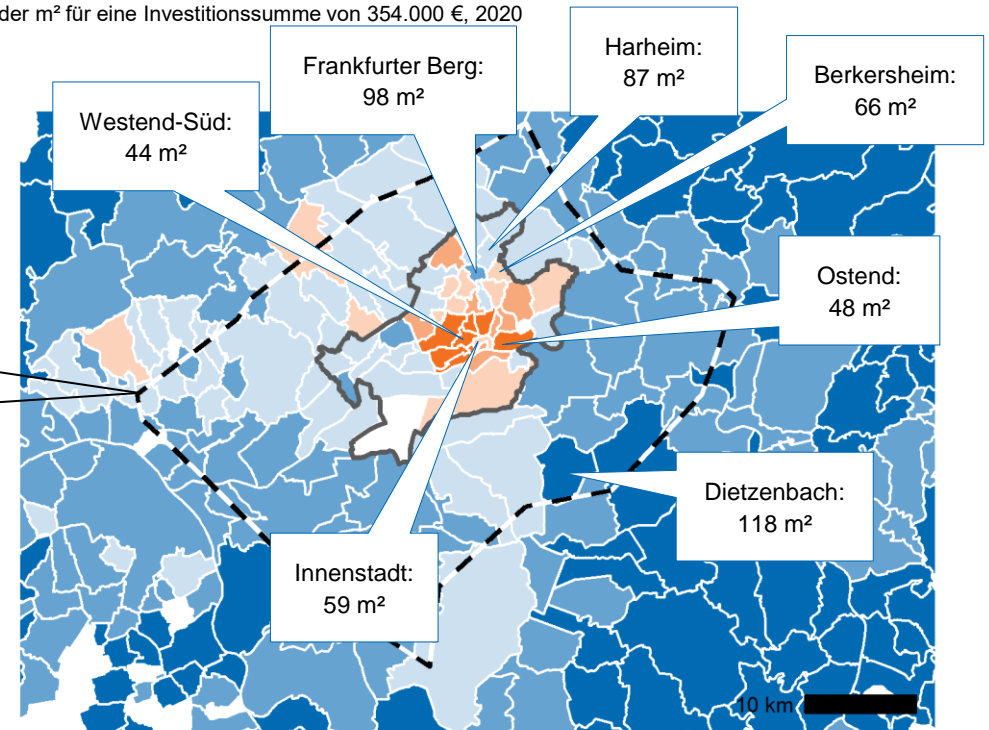 der m² für eine Investitionssumme von 354.000 €, 2020
Harheim:
87 m²
Frankfurter Berg:
98 m²
Berkersheim:
66 m²
Westend-Süd:
44 m²
Ostend:
48 m²
Dietzenbach:
118 m²
Innenstadt:
59 m²
10 km